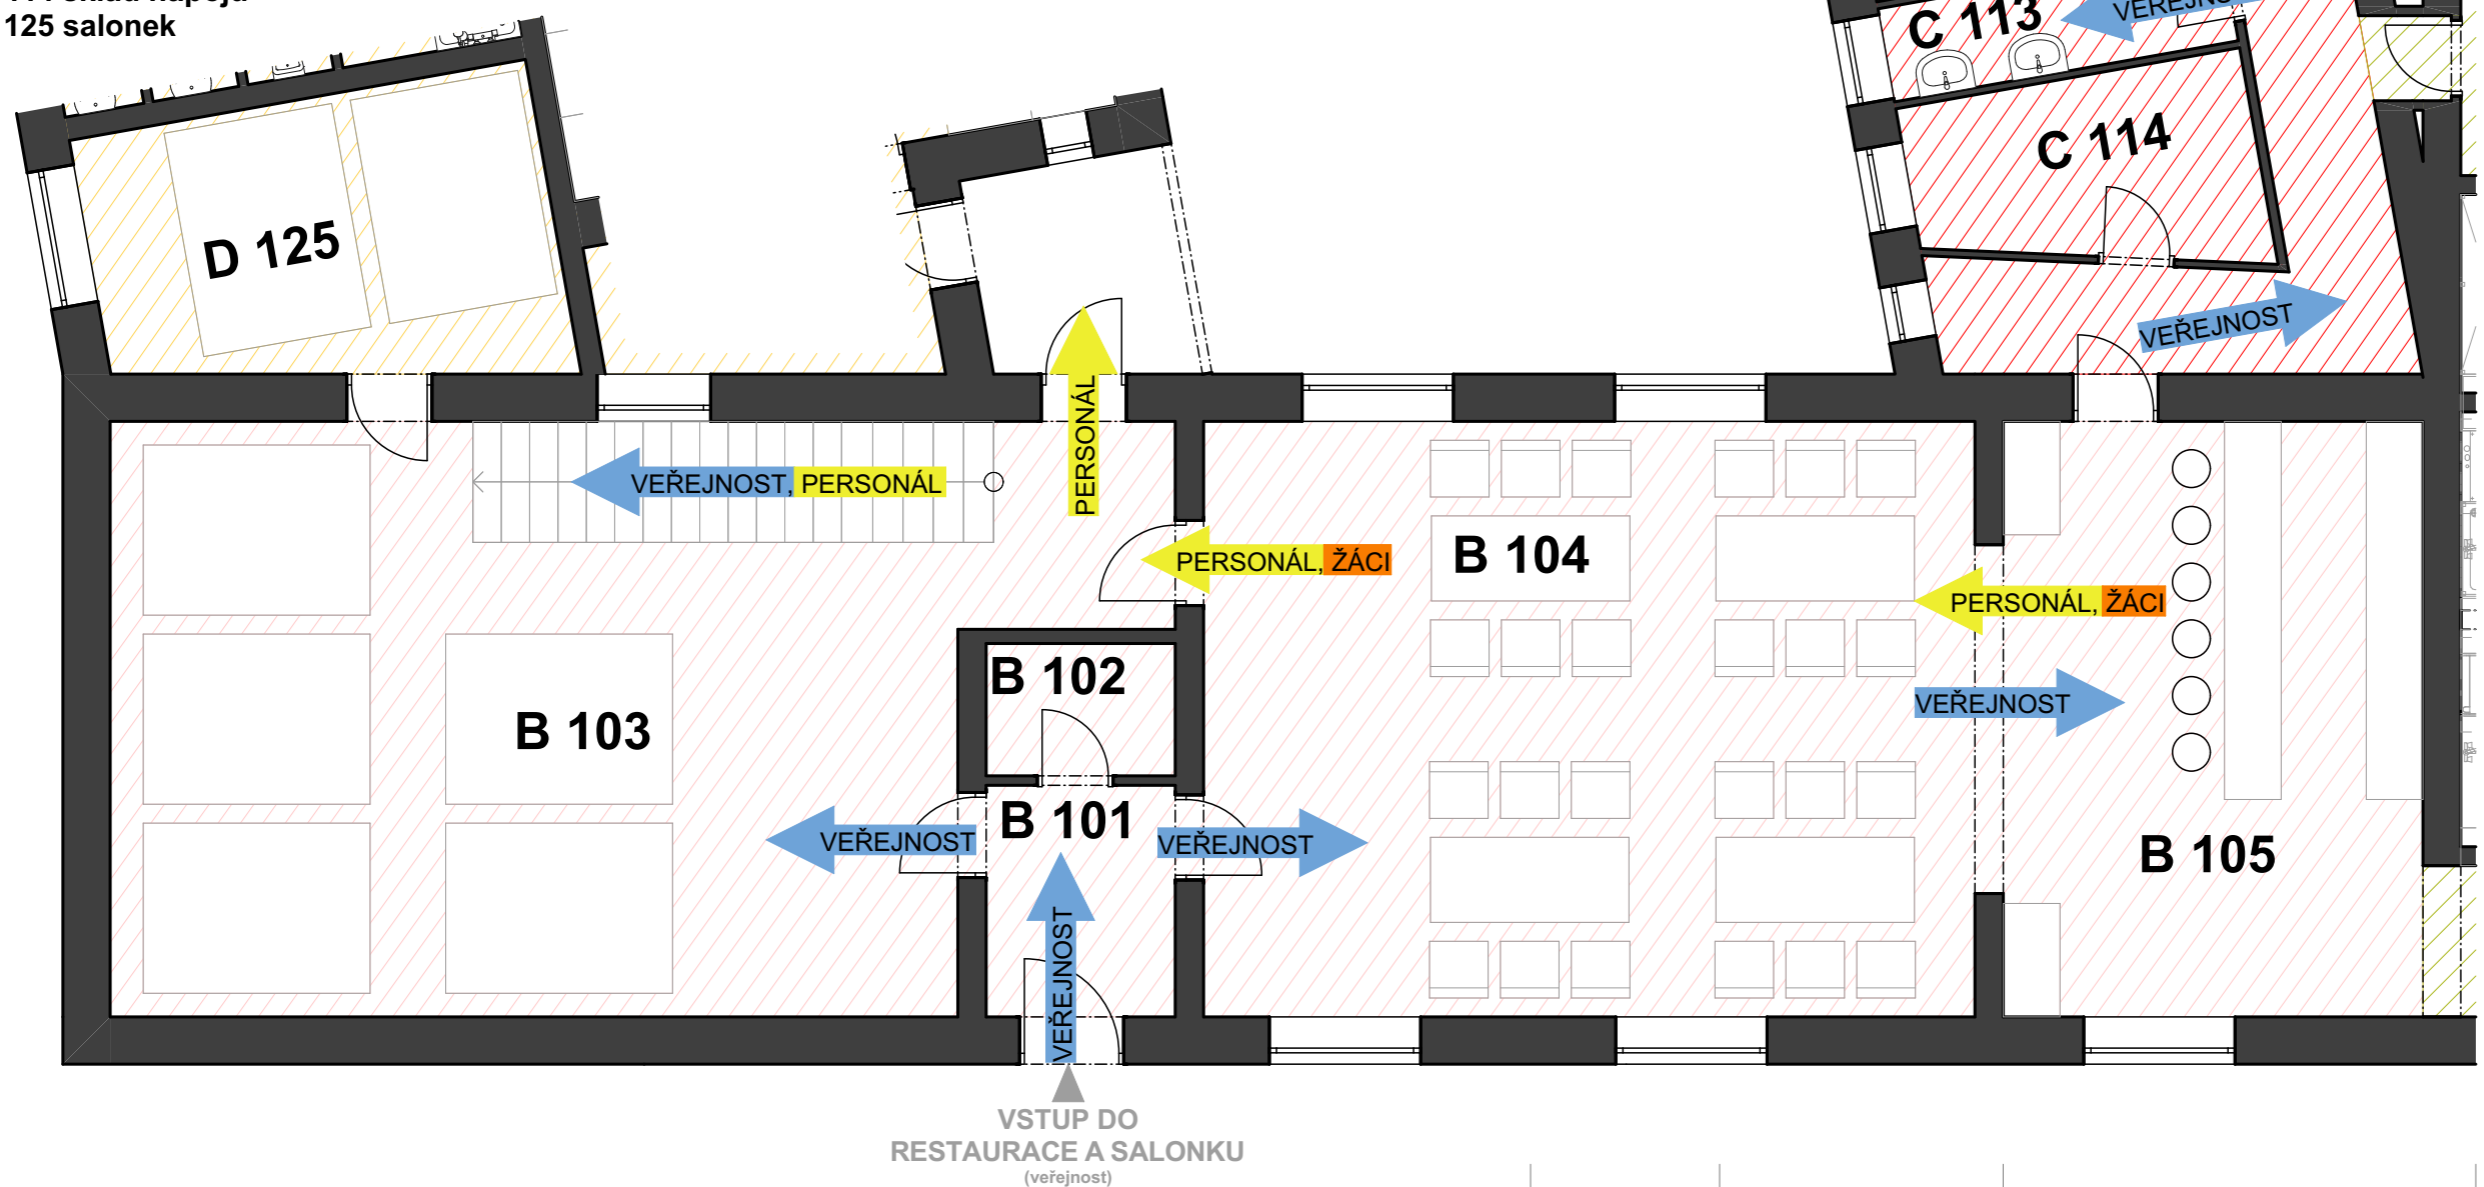 125 salonek
C 113
C 114
D 125
VEŘEJNOST
PERSONÁL
VEŘEJNOST, PERSONÁL
PERSONÁL, ŽÁCI
B 104
PERSONÁL, ŽÁCI
B 102
VEŘEJNOST
B 103
B 101
VEŘEJNOST
VEŘEJNOST
B 105
VEŘEJNOST
VSTUP DO
RESTAURACE A SALONKU
(veřejnost)